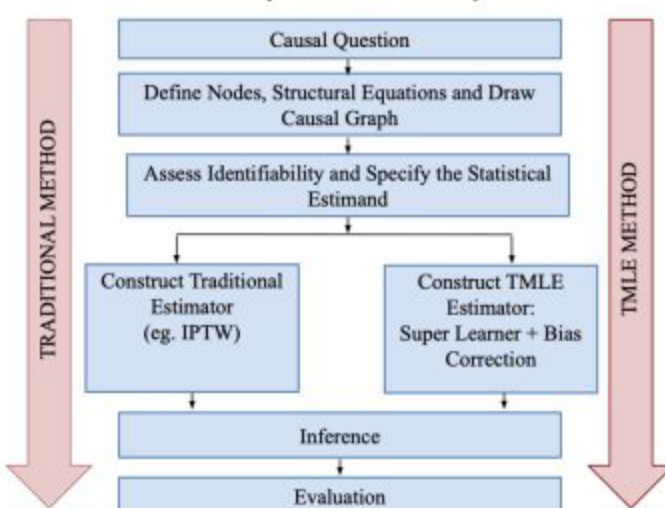 Causal Question
Define Nodes, Structural Equations and Draw
Causal Graph
Assess Identifiability and Specify the Statistical
Estimand
TRADITIONAL METHOD
TMLE METHOD
Construct Traditional
Estimator
(eg. IPTW)
Construct TMLE
Estimator:
Super Learner + Bias
Correction
Inference
Evaluation